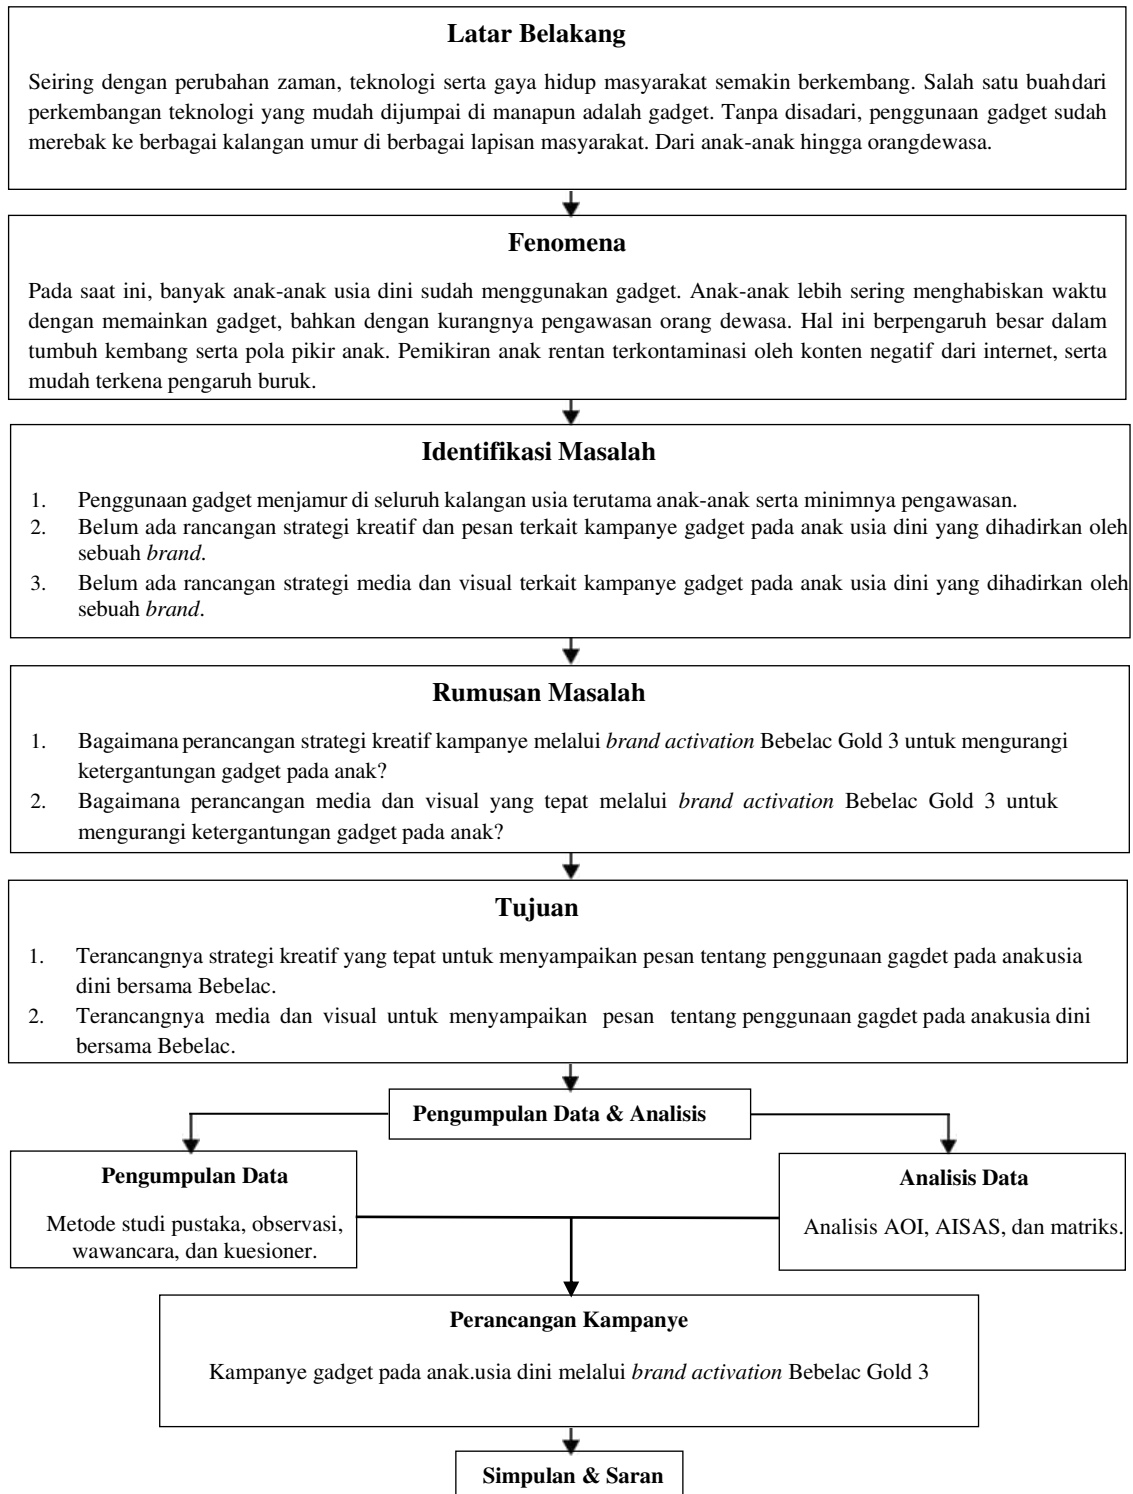 Latar Belakang
Seiring dengan perubahan zaman, teknologi serta gaya hidup masyarakat semakin berkembang. Salah satu buahdari
perkembangan teknologi yang mudah dijumpai di manapun adalah gadget. Tanpa disadari, penggunaan gadget sudah
merebak ke berbagai kalangan umur di berbagai lapisan masyarakat. Dari anak-anak hingga orangdewasa.
Fenomena
Pada saat ini, banyak anak-anak usia dini sudah menggunakan gadget. Anak-anak lebih sering menghabiskan waktu
dengan memainkan gadget, bahkan dengan kurangnya pengawasan orang dewasa. Hal ini berpengaruh besar dalam
tumbuh kembang serta pola pikir anak. Pemikiran anak rentan terkontaminasi oleh konten negatif dari internet, serta
mudah terkena pengaruh buruk.
Identifikasi Masalah
1. Penggunaan gadget menjamur di seluruh kalangan usia terutama anak-anak serta minimnya pengawasan.
2. Belum ada rancangan strategi kreatif dan pesan terkait kampanye gadget pada anak usia dini yang dihadirkan oleh
sebuah brand.
3. Belum ada rancangan strategi media dan visual terkait kampanye gadget pada anak usia dini yang dihadirkan oleh
sebuah brand.
Rumusan Masalah
1. Bagaimana perancangan strategi kreatif kampanye melalui brand activation Bebelac Gold 3 untuk mengurangi
ketergantungan gadget pada anak?
2. Bagaimana perancangan media dan visual yang tepat melalui brand activation Bebelac Gold 3 untuk
mengurangi ketergantungan gadget pada anak?
Tujuan
1. Terancangnya strategi kreatif yang tepat untuk menyampaikan pesan tentang penggunaan gagdet pada anakusia
dini bersama Bebelac.
2. Terancangnya media dan visual untuk menyampaikan pesan tentang penggunaan gagdet pada anakusia dini
bersama Bebelac.
Pengumpulan Data & Analisis
Pengumpulan Data
Metode studi pustaka, observasi,
wawancara, dan kuesioner.
Analisis Data
Analisis AOI, AISAS, dan matriks.
Perancangan Kampanye
Kampanye gadget pada anak.usia dini melalui brand activation Bebelac Gold 3
Simpulan & Saran